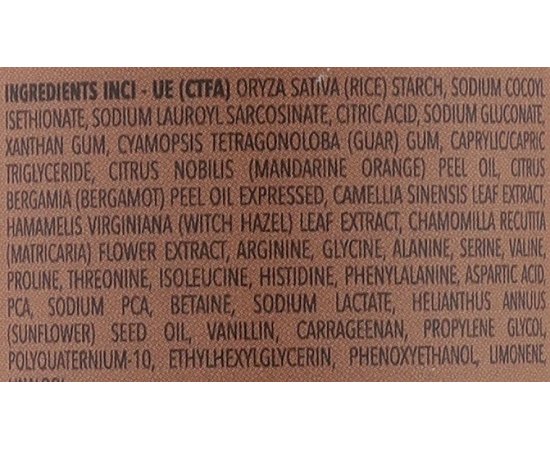 INGREDIENTS INCI - UE (CTFA) ORYZA SATIVA (RICE) STARCH, SODIUM COCOYL
ISETHIONATE, SODIUM LAUROYL SARCOSINATE, CITRIC ACID, SODIUM GLUCONATE,
XANTHAN GUM, CYAMOPSIS TETRAGONOLOBA (GUAR) GUM, CAPRYLIC/CAPRIC
TRIGLYCERIDE, CITRUS NOBILIS (MANDARINE ORANGE) PEEL OIL, CITRUS
BERGAMIA (BERGAMOT) PEEL OIL EXPRESSED, CAMELLIA SINENSIS LEAF EXTRACT,
HAMAMELIS VIRGINIANA (WITCH HAZEL) LEAF EXTRACT, CHAMOMILLA RECUTITA
(MATRICARIA) FLOWER EXTRACT, ARGININE, GLYCINE, ALANINE, SERINE, VALINE,
PROLINE, THREONINE, ISOLEUCINE, HISTIDINE, PHENYLALANINE, ASPARTIC ACID,
PCA, SODIUM PCA, BETAINE, SODIUM LACTATE, HELIANTHUS ANNUUS
(SUNFLOWER) SEED OIL, VANILLIN, CARRAGEENAN, PROPYLENE GLYCOL,
POLYQUATERNIUM-10, ETHYLHEXYLGLYCERIN, PHENOXYETHANOL, LIMONENE,